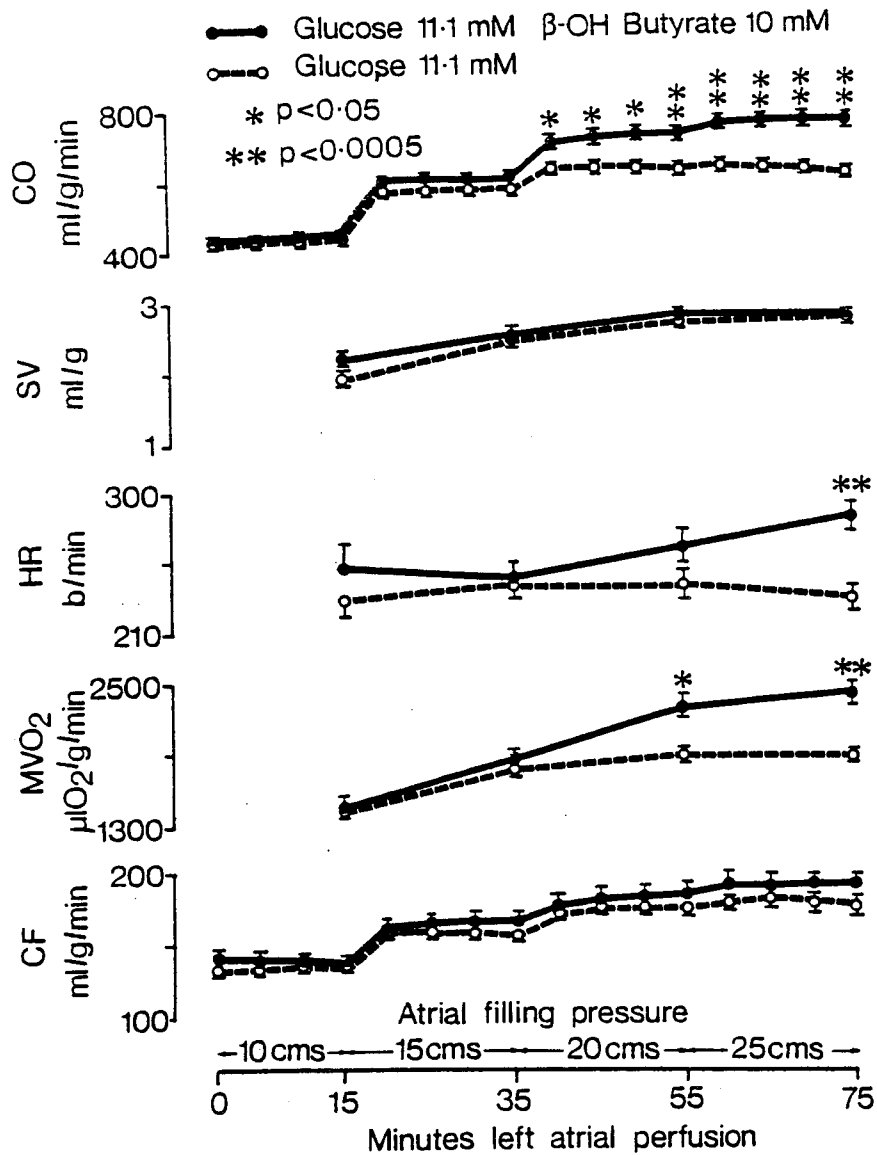 Glucose 11·1 mM β-OH Butyrate 10 mM
Glucose 11·1 mM
* p<0·05
** p<0·0005
* * * ** ** ** ** **
800
CO
ml/g/min
400
3
SV
ml/g
1
**
300
HR
b/min
210
* **
2500
MVO2
µlO2/g/min
1300
200
CF
ml/g/min
100
Atrial filling pressure
10 cms 15 cms 20 cms 25 cms
0 15 35 55 75
Minutes left atrial perfusion